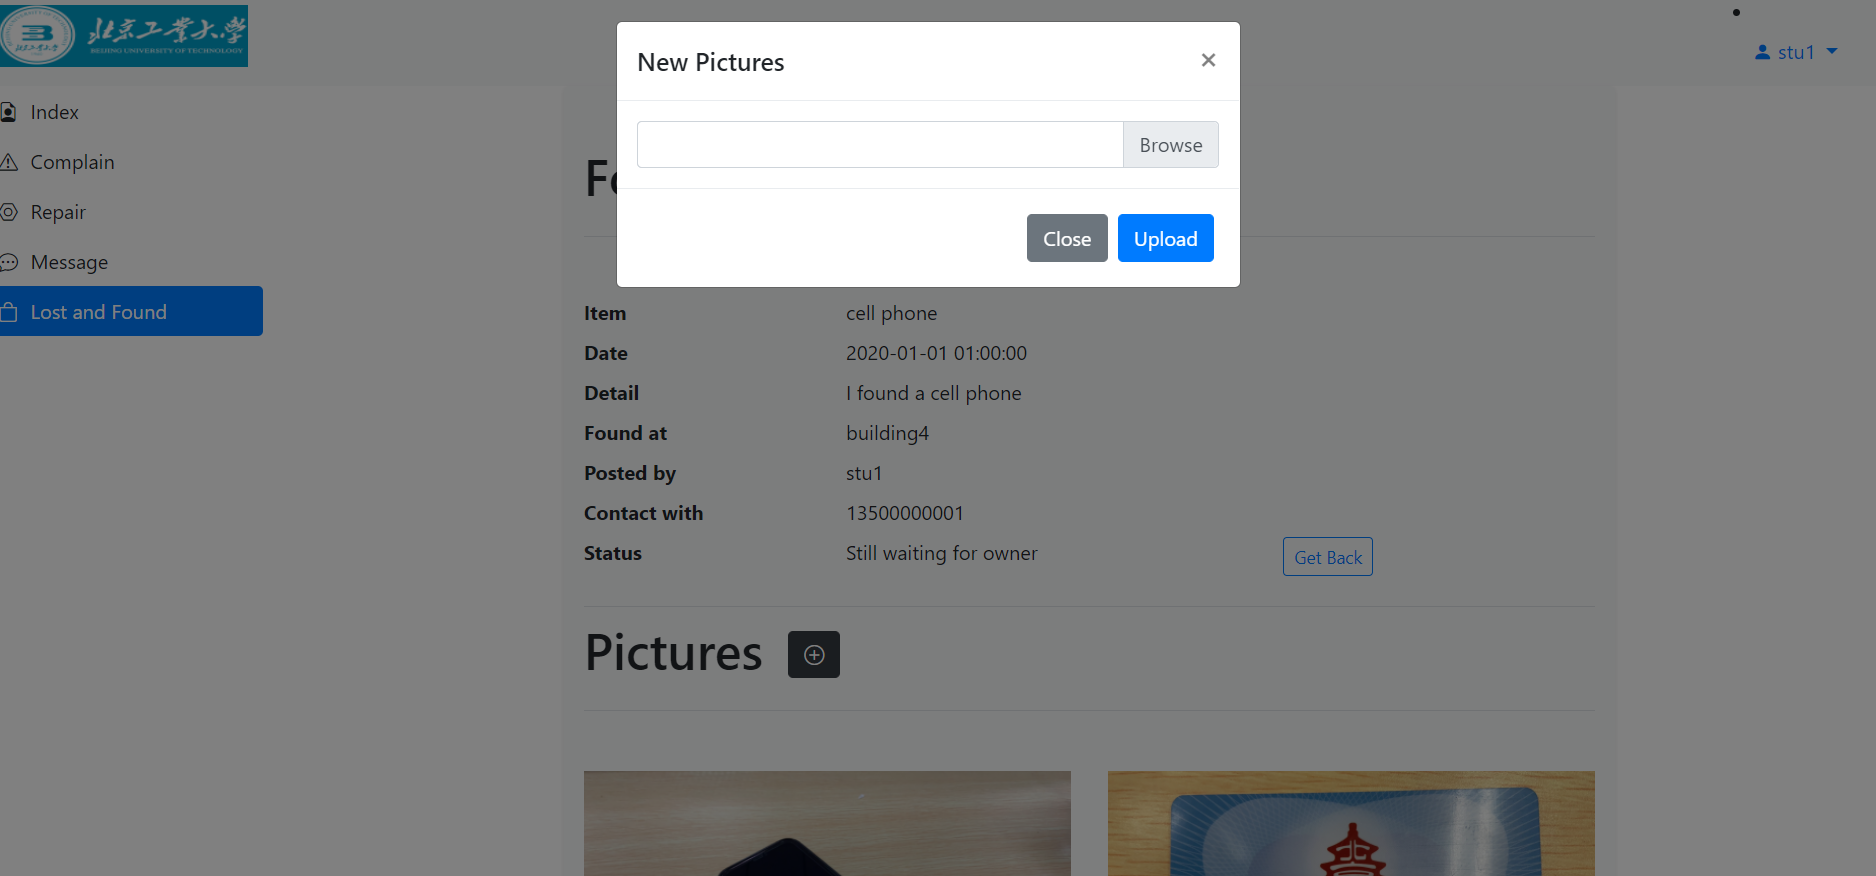 北京工业大学
BEIJING UNIVERSITY OF TECHNOLOGY
stu1
Index
Complain
Repair
Message
Lost and Found
New Pictures
×
Browse
Close
Upload
Item cell phone
Date 2020-01-01 01:00:00
Detail I found a cell phone
Found at building4
Posted by stu1
Contact with 13500000001
Status Still waiting for owner Get Back
Pictures